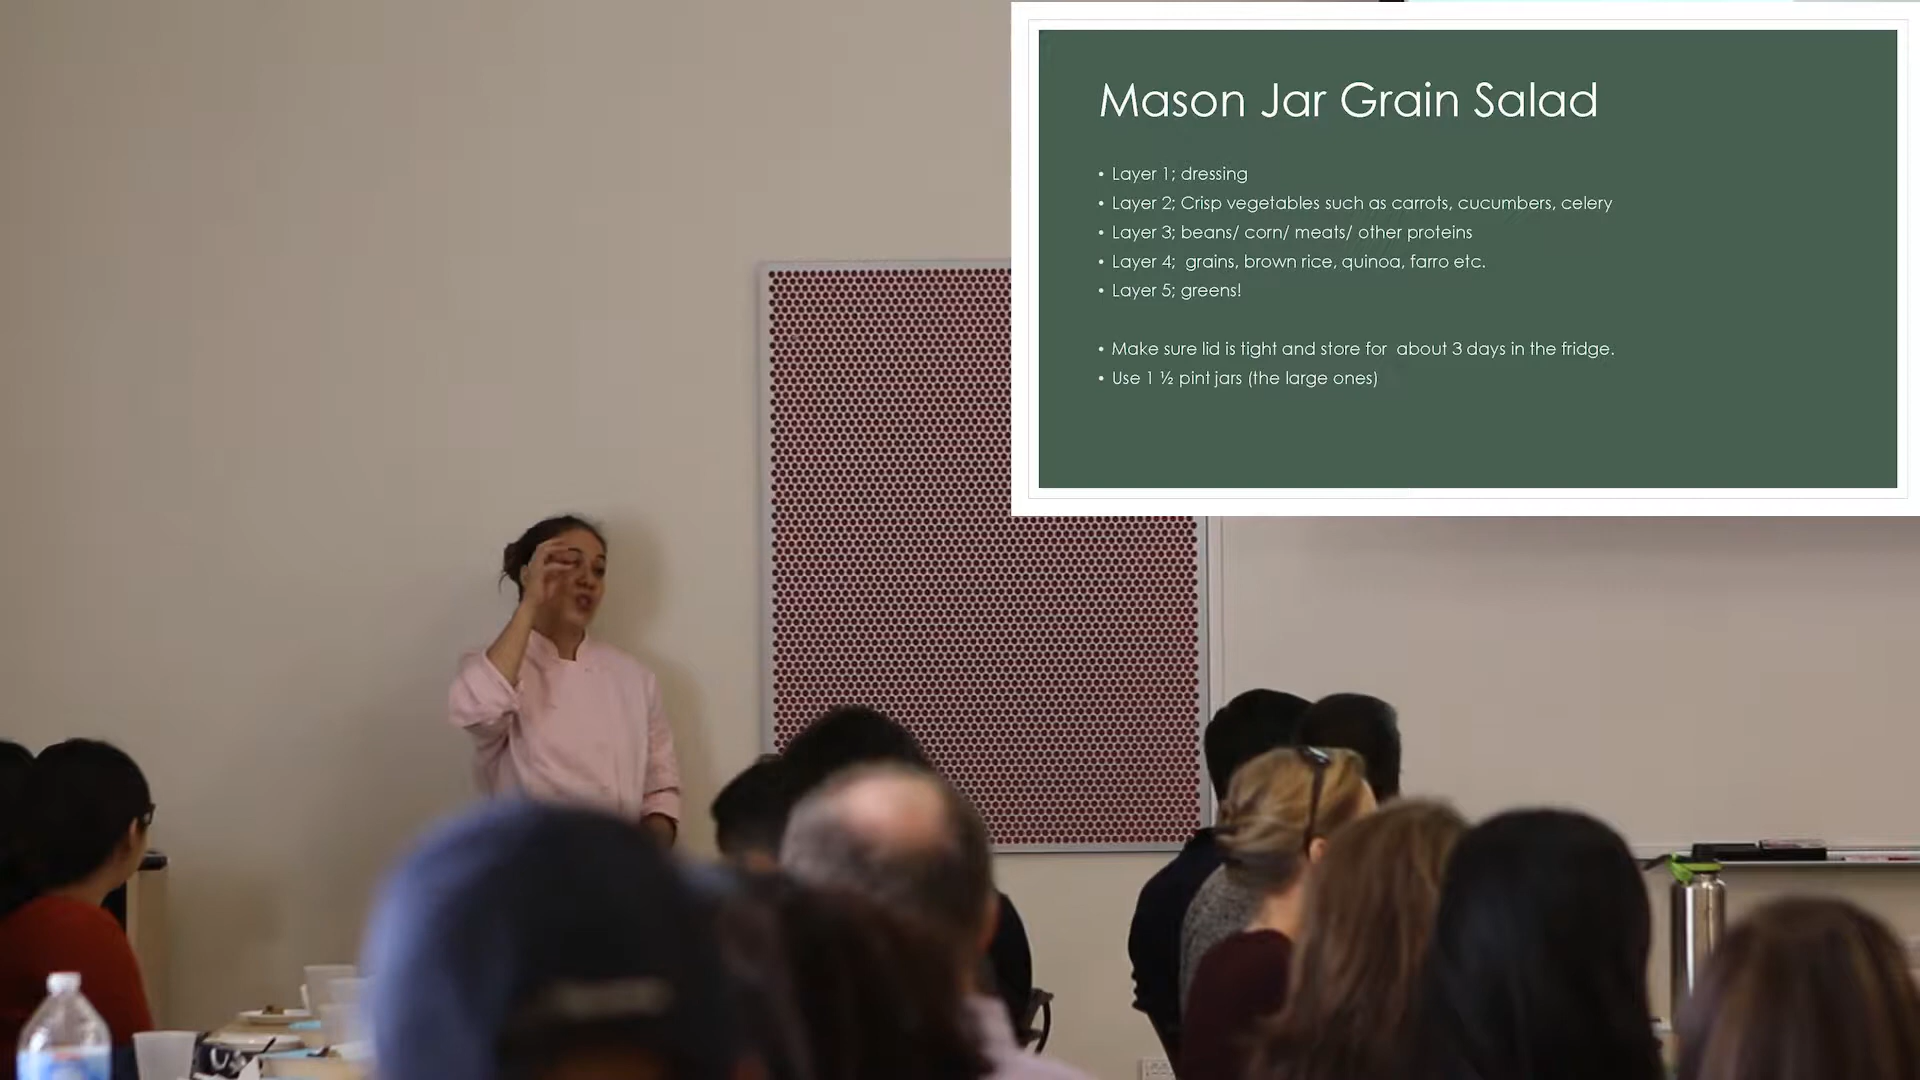 Mason Jar Grain Salad
• Layer 1; dressing
• Layer 2; Crisp vegetables such as carrots, cucumbers, celery
• Layer 3; beans/ corn/ meats/ other proteins
• Layer 4;  grains, brown rice, quinoa, farro etc.
• Layer 5; greens!
• Make sure lid is tight and store for  about 3 days in the fridge.
• Use 1 ½ pint jars (the large ones)